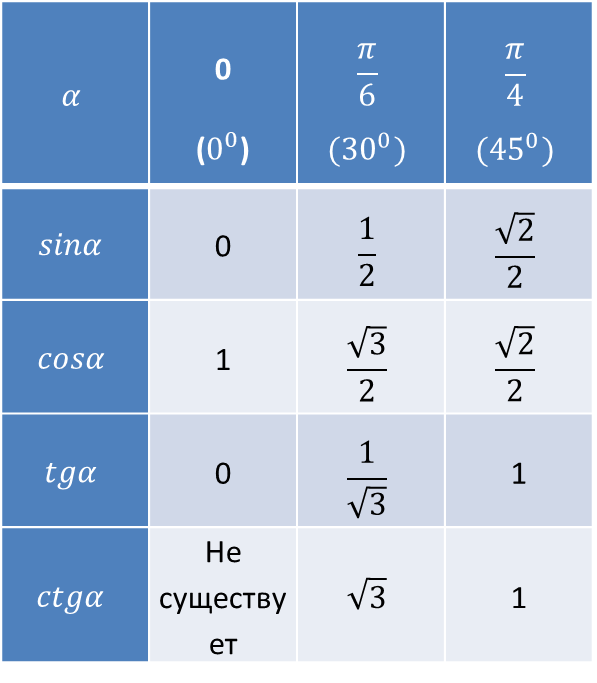 α 0 (0⁰) π/6 (30⁰) π/4 (45⁰)
sinα 0 1/2 √2/2
cosα 1 √3/2 √2/2
tgα 0 1/√3 1
ctgα Не существу ет √3 1